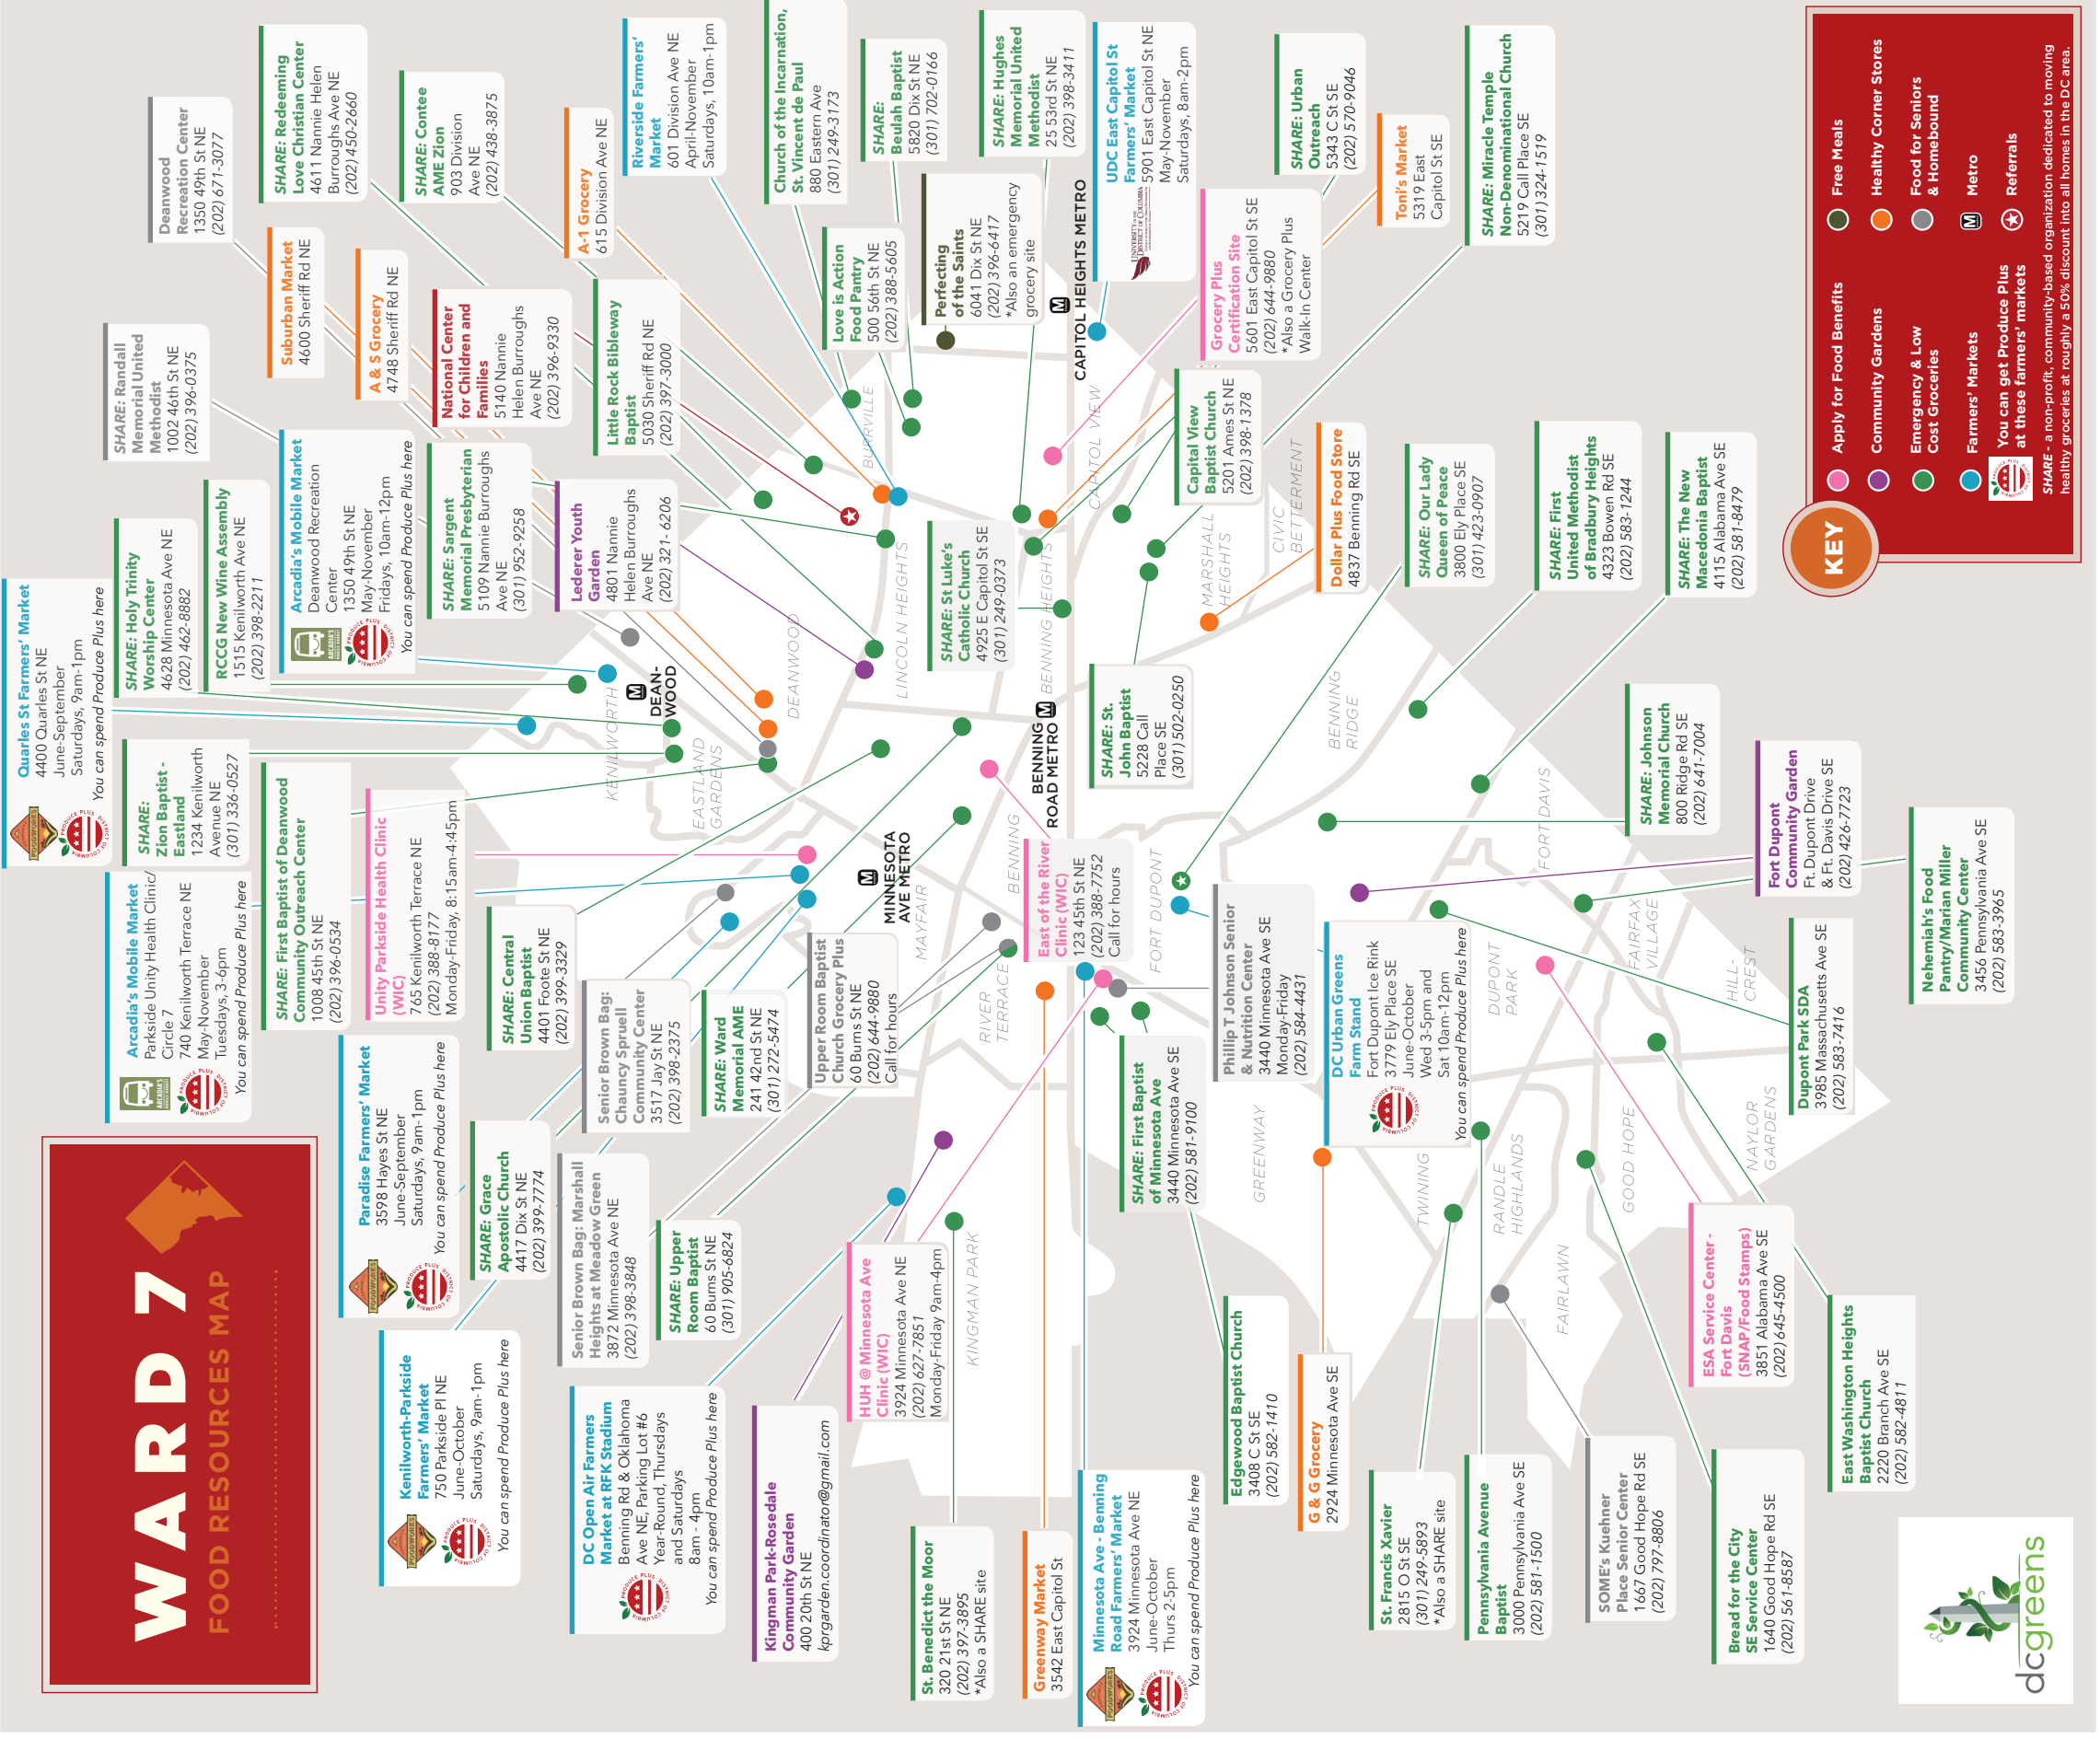 WARD 7
FOOD RESOURCES MAP
Quarles St Farmers' Market
4400 Quarles St NE
June-September
Saturdays, 9am-1pm
You can spend Produce Plus here
Arcadia's Mobile Market
Parkside Unity Health Clinic/
Circle 7
740 Kenilworth Terrace NE
May-November
Tuesdays, 3-6pm
You can spend Produce Plus here
SHARE:
Zion Baptist -
Eastland
1234 Kenilworth
Avenue NE
(301) 336-0527
SHARE: Holy Trinity
Worship Center
4628 Minnesota Ave NE
(202) 462-8882
RCCG New Wine Assembly
1515 Kenilworth Ave NE
(202) 398-2211
SHARE: Randall
Memorial United
Methodist
1002 46th St NE
(202) 396-0375
Deanwood
Recreation Center
1350 49th St NE
(202) 671-3077
SHARE: First Baptist of Deanwood
Community Outreach Center
1008 45th St NE
(202) 396-0534
Arcadia's Mobile Market
Deanwood Recreation
Center
1350 49th St NE
May-November
Fridays, 10am-12pm
You can spend Produce Plus here
Suburban Market
4600 Sheriff Rd NE
SHARE: Redeeming
Love Christian Center
4611 Nannie Helen
Burroughs Ave NE
(202) 450-2660
Paradise Farmers' Market
3598 Hayes St NE
June-September
Saturdays, 9am-1pm
You can spend Produce Plus here
Unity Parkside Health Clinic
(WIC)
765 Kenilworth Terrace NE
(202) 388-8177
Monday-Friday, 8:15am-4:45pm
A & S Grocery
4748 Sheriff Rd NE
SHARE: Contee
AME Zion
903 Division
Ave NE
(202) 438-3875
Kenilworth-Parkside
Farmers' Market
750 Parkside Pl NE
June-October
Saturdays, 9am-1pm
You can spend Produce Plus here
SHARE: Grace
Apostolic Church
4417 Dix St NE
(202) 399-7774
SHARE: Central
Union Baptist
4401 Foote St NE
(202) 399-3329
SHARE: Sargent
Memorial Presbyterian
5109 Nannie Burroughs
Ave NE
(301) 952-9258
National Center
for Children and
Families
5140 Nannie
Helen Burroughs
Ave NE
(202) 396-9330
A-1 Grocery
615 Division Ave NE
DC Open Air Farmers
Market at RFK Stadium
Benning Rd & Oklahoma
Ave NE, Parking Lot #6
Year-Round, Thursdays
and Saturdays
8am - 4pm
You can spend Produce Plus here
Senior Brown Bag: Marshall
Heights at Meadow Green
3872 Minnesota Ave NE
(202) 398-3848
Senior Brown Bag:
Chauncy Spruell
Community Center
3517 Jay St NE
(202) 398-2375
Lederer Youth
Garden
4801 Nannie
Helen Burroughs
Ave NE
(202) 321- 6206
Little Rock Bibleway
Baptist
5030 Sheriff Rd NE
(202) 397-3000
Riverside Farmers'
Market
601 Division Ave NE
April-November
Saturdays, 10am-1pm
SHARE: Upper
Room Baptist
60 Burns St NE
(301) 905-6824
SHARE: Ward
Memorial AME
241 42nd St NE
(301) 272-5474
Kingman Park-Rosedale
Community Garden
400 20th St NE
kprgarden.coordinator@gmail.com
Upper Room Baptist
Church Grocery Plus
60 Burns St NE
(202) 644-9880
Call for hours
Love is Action
Food Pantry
500 56th St NE
(202) 388-5605
Church of the Incarnation,
St. Vincent de Paul
880 Eastern Ave
(301) 249-3173
HUH @ Minnesota Ave
Clinic (WIC)
3924 Minnesota Ave NE
(202) 627-7851
Monday-Friday 9am-4pm
SHARE:
Beulah Baptist
5820 Dix St NE
(301) 702-0166
St. Benedict the Moor
320 21st St NE
(202) 397-3895
*Also a SHARE site
SHARE: St Luke's
Catholic Church
4925 E Capitol St SE
(301) 249-0373
Perfecting
of the Saints
6041 Dix St NE
(202) 396-6417
*Also an emergency
grocery site
SHARE: Hughes
Memorial United
Methodist
25 53rd St NE
(202) 398-3411
Greenway Market
3542 East Capitol St
East of the River
Clinic (WIC)
123 45th St NE
(202) 388-7752
Call for hours
Minnesota Ave - Benning
Road Farmers' Market
3924 Minnesota Ave NE
June-October
Thurs 2-5pm
You can spend Produce Plus here
SHARE: First Baptist
of Minnesota Ave
3440 Minnesota Ave SE
(202) 581-9100
SHARE: St.
John Baptist
5228 Call
Place SE
(301) 502-0250
Capital View
Baptist Church
5201 Ames St NE
(202) 398-1378
UDC East Capitol St
Farmers' Market
5901 East Capitol St NE
May-November
Saturdays, 8am-2pm
UNIVERSITY OF THE
DISTRICT OF COLUMBIA
Grocery Plus
Certification Site
5601 East Capitol St SE
(202) 644-9880
*Also a Grocery Plus
Walk-In Center
SHARE: Urban
Outreach
5343 C St SE
(202) 570-9046
Edgewood Baptist Church
3408 C St SE
(202) 582-1410
Phillip T Johnson Senior
& Nutrition Center
3440 Minnesota Ave SE
Monday-Friday
(202) 584-4431
G & G Grocery
2924 Minnesota Ave SE
DC Urban Greens
Farm Stand
Fort Dupont Ice Rink
3779 Ely Place SE
June-October
Wed 3-5pm and
Sat 10am-12pm
You can spend Produce Plus here
Dollar Plus Food Store
4837 Benning Rd SE
Toni's Market
5319 East
Capitol St SE
St. Francis Xavier
2815 O St SE
(301) 249-5893
*Also a SHARE site
SHARE: Our Lady
Queen of Peace
3800 Ely Place SE
(301) 423-0907
SHARE: Miracle Temple
Non-Denominational Church
5219 Call Place SE
(301) 324-1519
Pennsylvania Avenue
Baptist
3000 Pennsylvania Ave SE
(202) 581-1500
SHARE: First
United Methodist
of Bradbury Heights
4323 Bowen Rd SE
(202) 583-1244
SOME's Kuehner
Place Senior Center
1667 Good Hope Rd SE
(202) 797-8806
SHARE: Johnson
Memorial Church
800 Ridge Rd SE
(202) 641-7004
SHARE: The New
Macedonia Baptist
4115 Alabama Ave SE
(202) 581-8479
Bread for the City
SE Service Center
1640 Good Hope Rd SE
(202) 561-8587
ESA Service Center -
Fort Davis
(SNAP/Food Stamps)
3851 Alabama Ave SE
(202) 645-4500
Dupont Park SDA
3985 Massachusetts Ave SE
(202) 583-7416
Fort Dupont
Community Garden
Ft. Dupont Drive
& Ft. Davis Drive SE
(202) 426-7723
East Washington Heights
Baptist Church
2220 Branch Ave SE
(202) 582-4811
Nehemiah's Food
Pantry/Marian Miller
Community Center
3456 Pennsylvania Ave SE
(202) 583-3965
KENILWORTH
DEAN-
WOOD
EASTLAND
GARDENS
DEANWOOD
BURRVILLE
LINCOLN HEIGHTS
MINNESOTA
AVE METRO
MAYFAIR
KINGMAN PARK
RIVER
TERRACE
BENNING
BENNING
ROAD METRO
BENNING HEIGHTS
CAPITOL HEIGHTS METRO
CAPITOL VIEW
MARSHALL
HEIGHTS
CIVIC
BETTERMENT
FORT DUPONT
GREENWAY
BENNING
RIDGE
TWINING
DUPONT
PARK
RANDLE
HIGHLANDS
FORT DAVIS
FAIRLAWN
GOOD HOPE
FAIRFAX
VILLAGE
HILL-
CREST
NAYLOR
GARDENS
KEY
Apply for Food Benefits
Community Gardens
Emergency & Low
Cost Groceries
Farmers' Markets
You can get Produce Plus
at these farmers' markets
Free Meals
Healthy Corner Stores
Food for Seniors
& Homebound
Metro
Referrals
SHARE - a non-profit, community-based organization dedicated to moving
healthy groceries at roughly a 50% discount into all homes in the DC area.
dcgreens